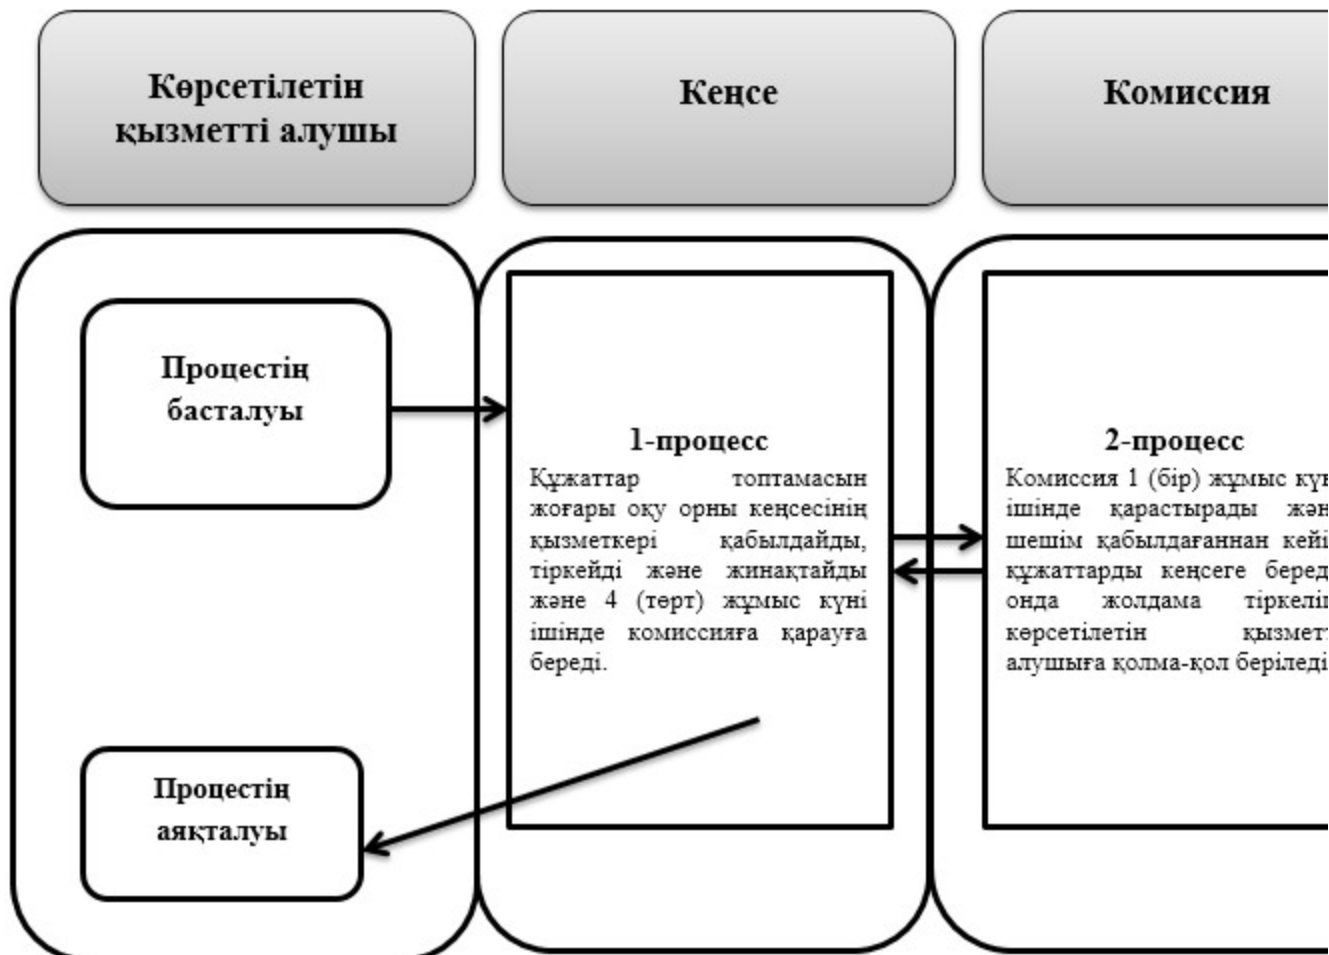 Көрсетілетін
қызметті алушы
Кеңсе
Комиссия
Процестің
басталуы
1-процесс
Құжаттар топтамасын
жоғары оқу орны кеңсесінің
қызметкері қабылдайды,
тіркейді және жинақтайды
және 4 (төрт) жұмыс күні
ішінде комиссияға қарауға
береді.
2-процесс
Комиссия 1 (бір) жұмыс
ішінде қарастырады
шешім қабылдағаннан
құжаттарды кеңсеге
онда жолдама
көрсетілетін
алушыға қолма-қол беріледі
Процестің
аяқталуы